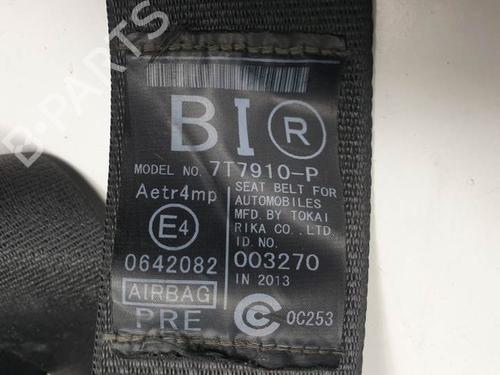 BI R
MODEL NO. 7T7910-P
Aetr4mp
E4
0642082
AIRBAG
PRE
SEAT BELT FOR
AUTOMOBILES
MFD. BY TOKAI
RIKA CO., LTD.
ID. NO.
003270
IN 2013
0C253
B-PARTS